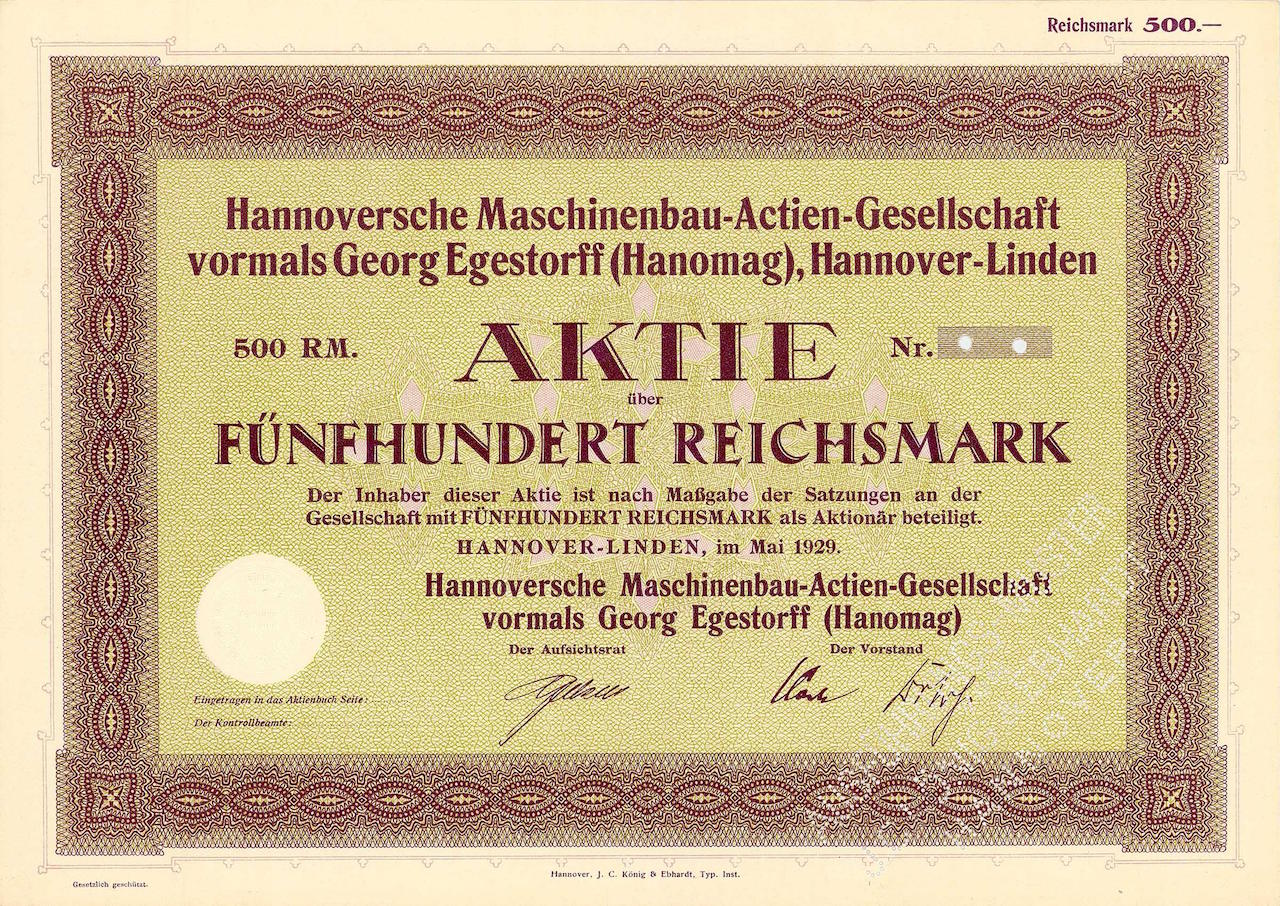 Reichsmark 500.—
Hannoversche Maschinenbau-Actien-Gesellschaft
vormals Georg Egestorff (Hanomag), Hannover-Linden
500 RM. AKTIE Nr.
über
FÜNFHUNDERT REICHSMARK
Der Inhaber dieser Aktie ist nach Maßgabe der Satzungen an der
Gesellschaft mit FÜNFHUNDERT REICHSMARK als Aktionär beteiligt.
HANNOVER-LINDEN, im Mai 1929.
Hannoversche Maschinenbau-Actien-Gesellschaft
vormals Georg Egestorff (Hanomag)
Der Aufsichtsrat Der Vorstand
Eingetragen in das Aktienbuch Seite
Der Kontrollbeamte:
Hannover, J. C. König & Ebhardt, Typ. Inst.
Gesetzlich geschützt.